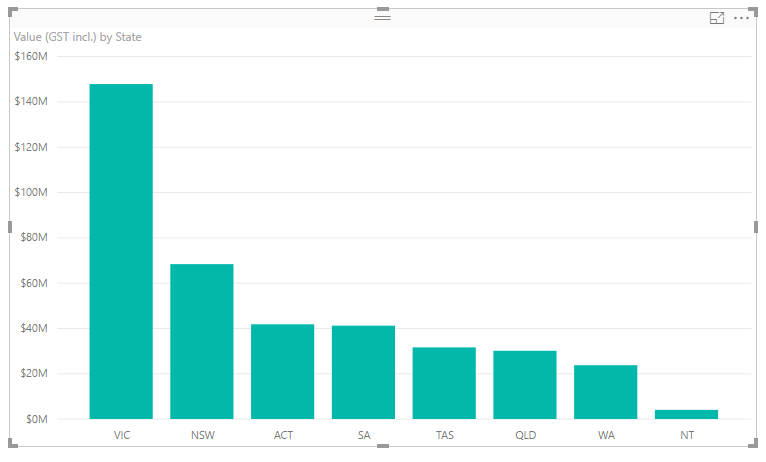 Value (GST incl.) by State
$160M
$140M
$120M
$100M
$80M
$60M
$40M
$20M
$0M
VIC NSW ACT SA TAS QLD WA NT